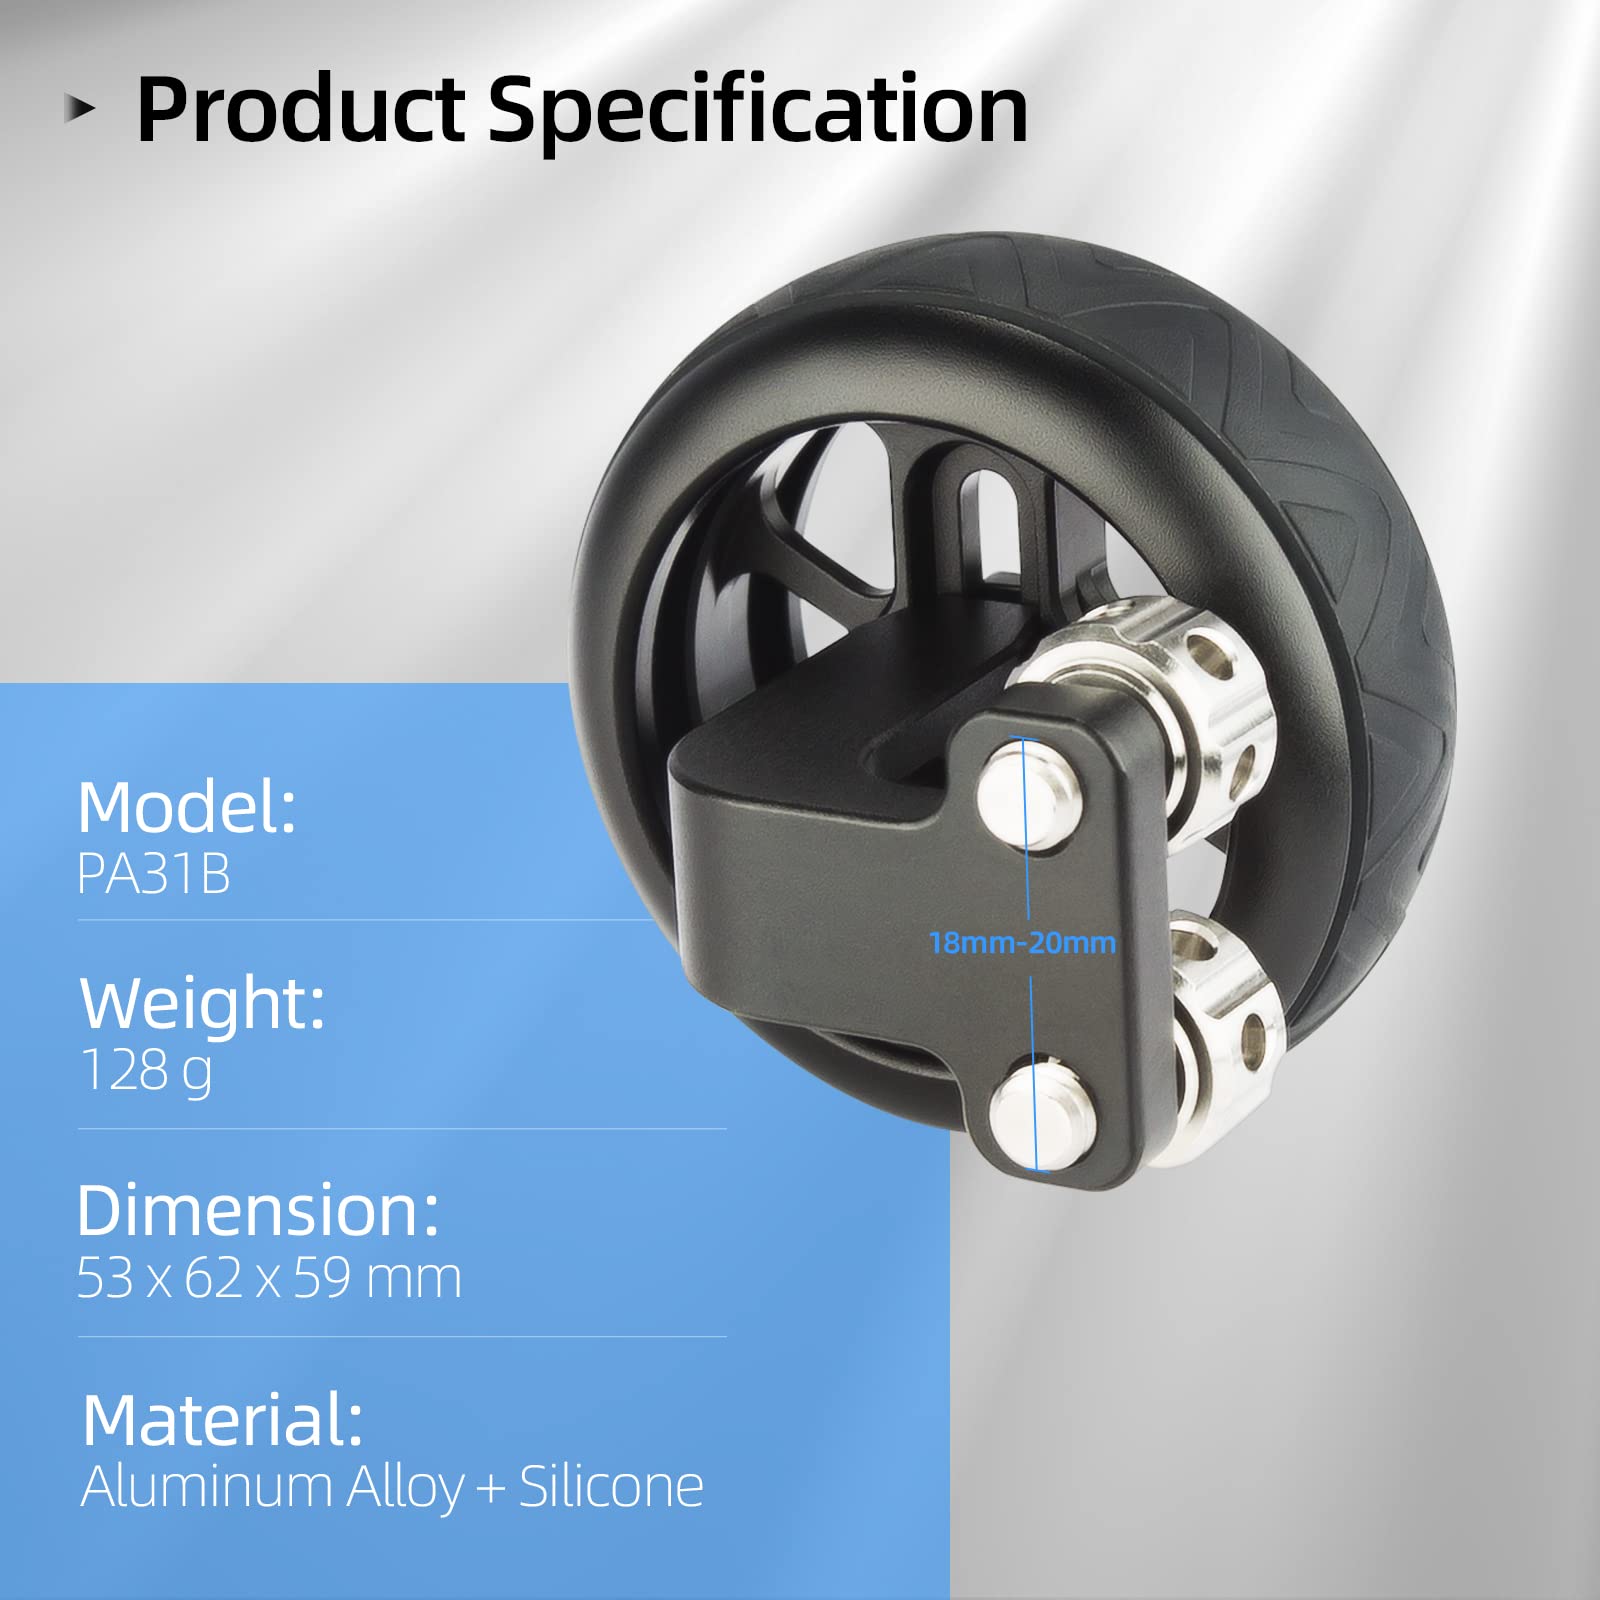 Product Specification
Model:
PA31B
Weight:
128 g
Dimension:
53 x 62 x 59 mm
Material:
Aluminum Alloy + Silicone
18mm-20mm